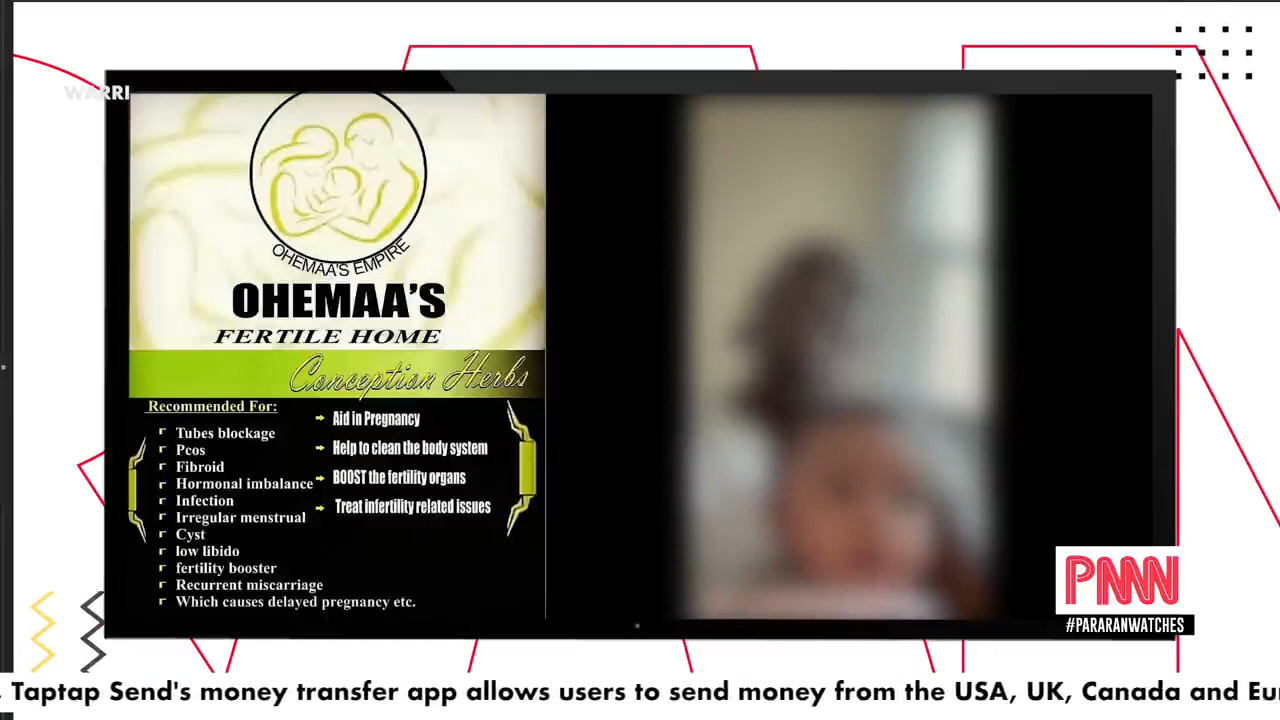 WARRI
OHEMAA'S EMPIRE
OHEMAA'S
FERTILE HOME
Conception Herbs
Recommended For:
Tubes blockage
Pcos
Fibroid
Hormonal imbalance
Infection
Irregular menstrual
Cyst
low libido
fertility booster
Recurrent miscarriage
Which causes delayed pregnancy etc.
Aid in Pregnancy
Help to clean the body system
BOOST the fertility organs
Treat infertility related issues
PMNN
#PARARANWATCHES
. Taptap Send's money transfer app allows users to send money from the USA, UK, Canada and Eur